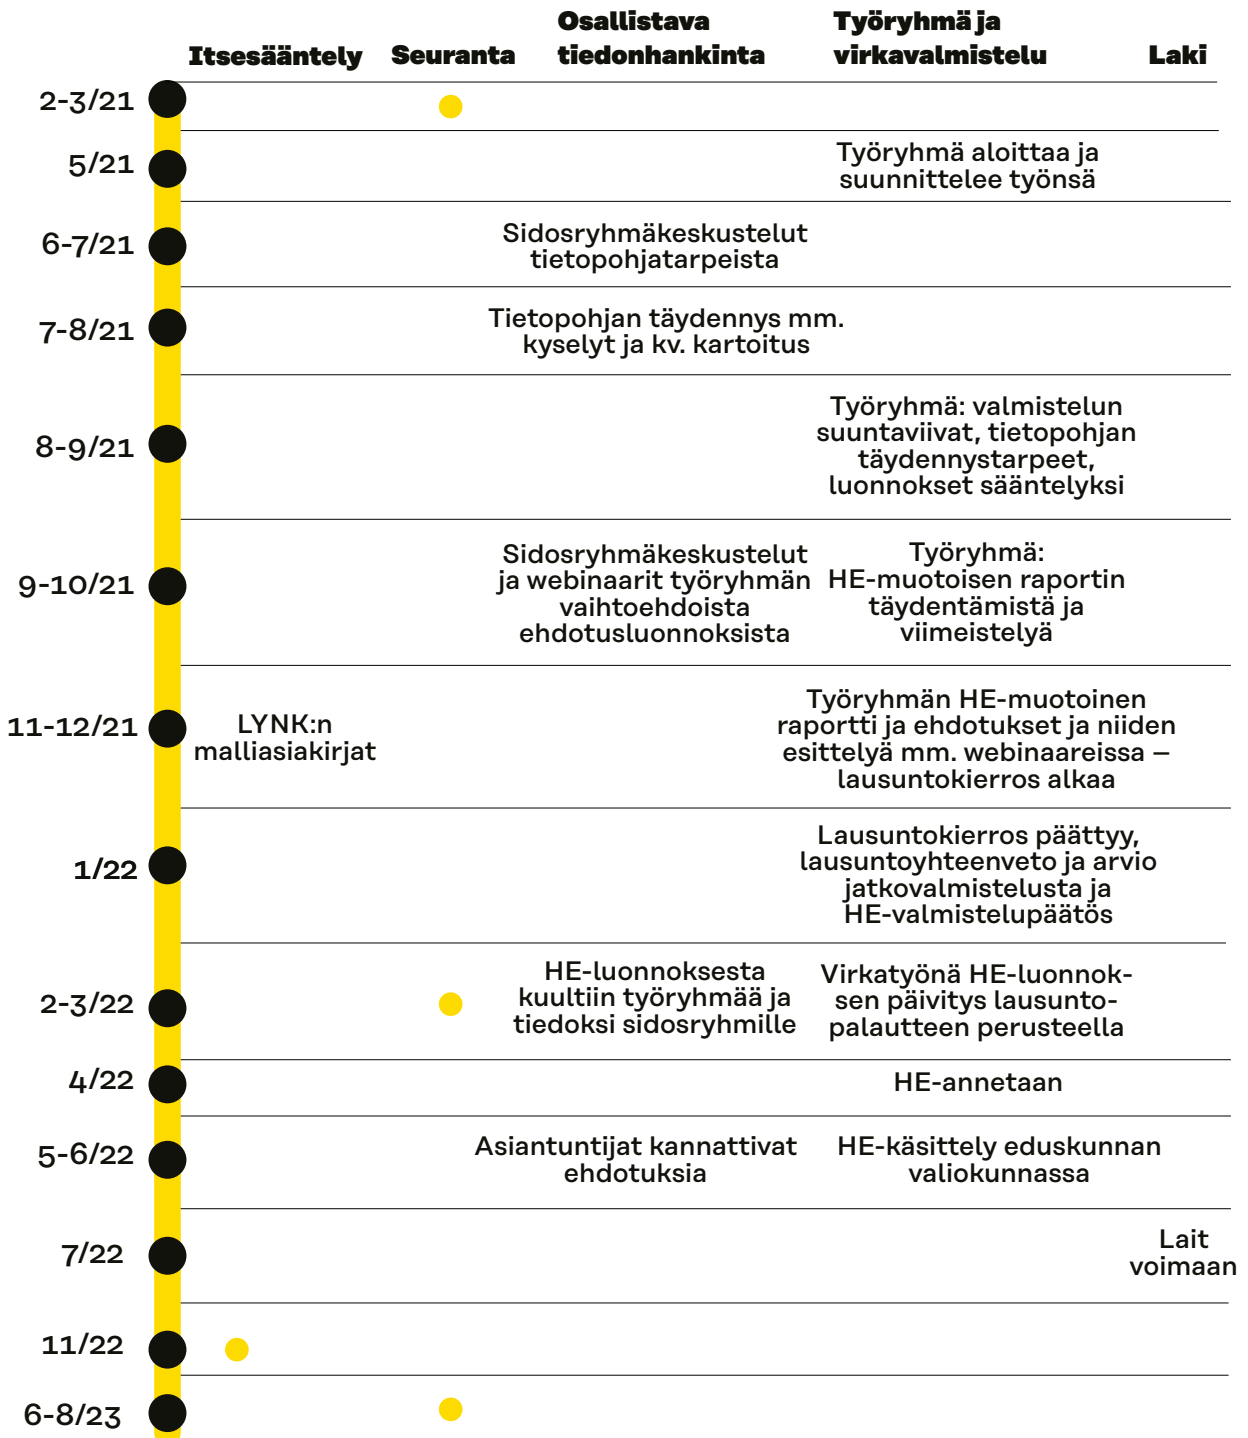 Itsesääntely
Seuranta
Osallistava
tiedonhankinta
Työryhmä ja
virkavalmistelu
Laki
2-3/21
5/21
Työryhmä aloittaa ja
suunnittelee työnsä
6-7/21
Sidosryhmäkeskustelut
tietopohjatarpeista
7-8/21
Tietopohjan täydennys mm.
kyselyt ja kv. kartoitus
8-9/21
Työryhmä: valmistelun
suuntaviivat, tietopohjan
täydennystarpeet,
luonnokset sääntelyksi
9-10/21
Sidosryhmäkeskustelut
ja webinaarit työryhmän
vaihtoehdoista
ehdotusluonnoksista
Työryhmä:
HE-muotoisen raportin
täydentämistä ja
viimeistelyä
11-12/21
LYNK:n
malliasiakirjat
Työryhmän HE-muotoinen
raportti ja ehdotukset ja niiden
esittelyä mm. webinaareissa –
lausuntokierros alkaa
1/22
Lausuntokierros päättyy,
lausuntoyhteenveto ja arvio
jatkovalmistelusta ja
HE-valmistelupäätös
2-3/22
HE-luonnoksesta
kuultiin työryhmää ja
tiedoksi sidosryhmille
Virkatyönä HE-luonnok-
sen päivitys lausunto-
palautteen perusteella
4/22
HE-annetaan
5-6/22
Asiantuntijat kannattivat
ehdotuksia
HE-käsittely eduskunnan
valiokunnassa
7/22
Lait
voimaan
11/22
6-8/23